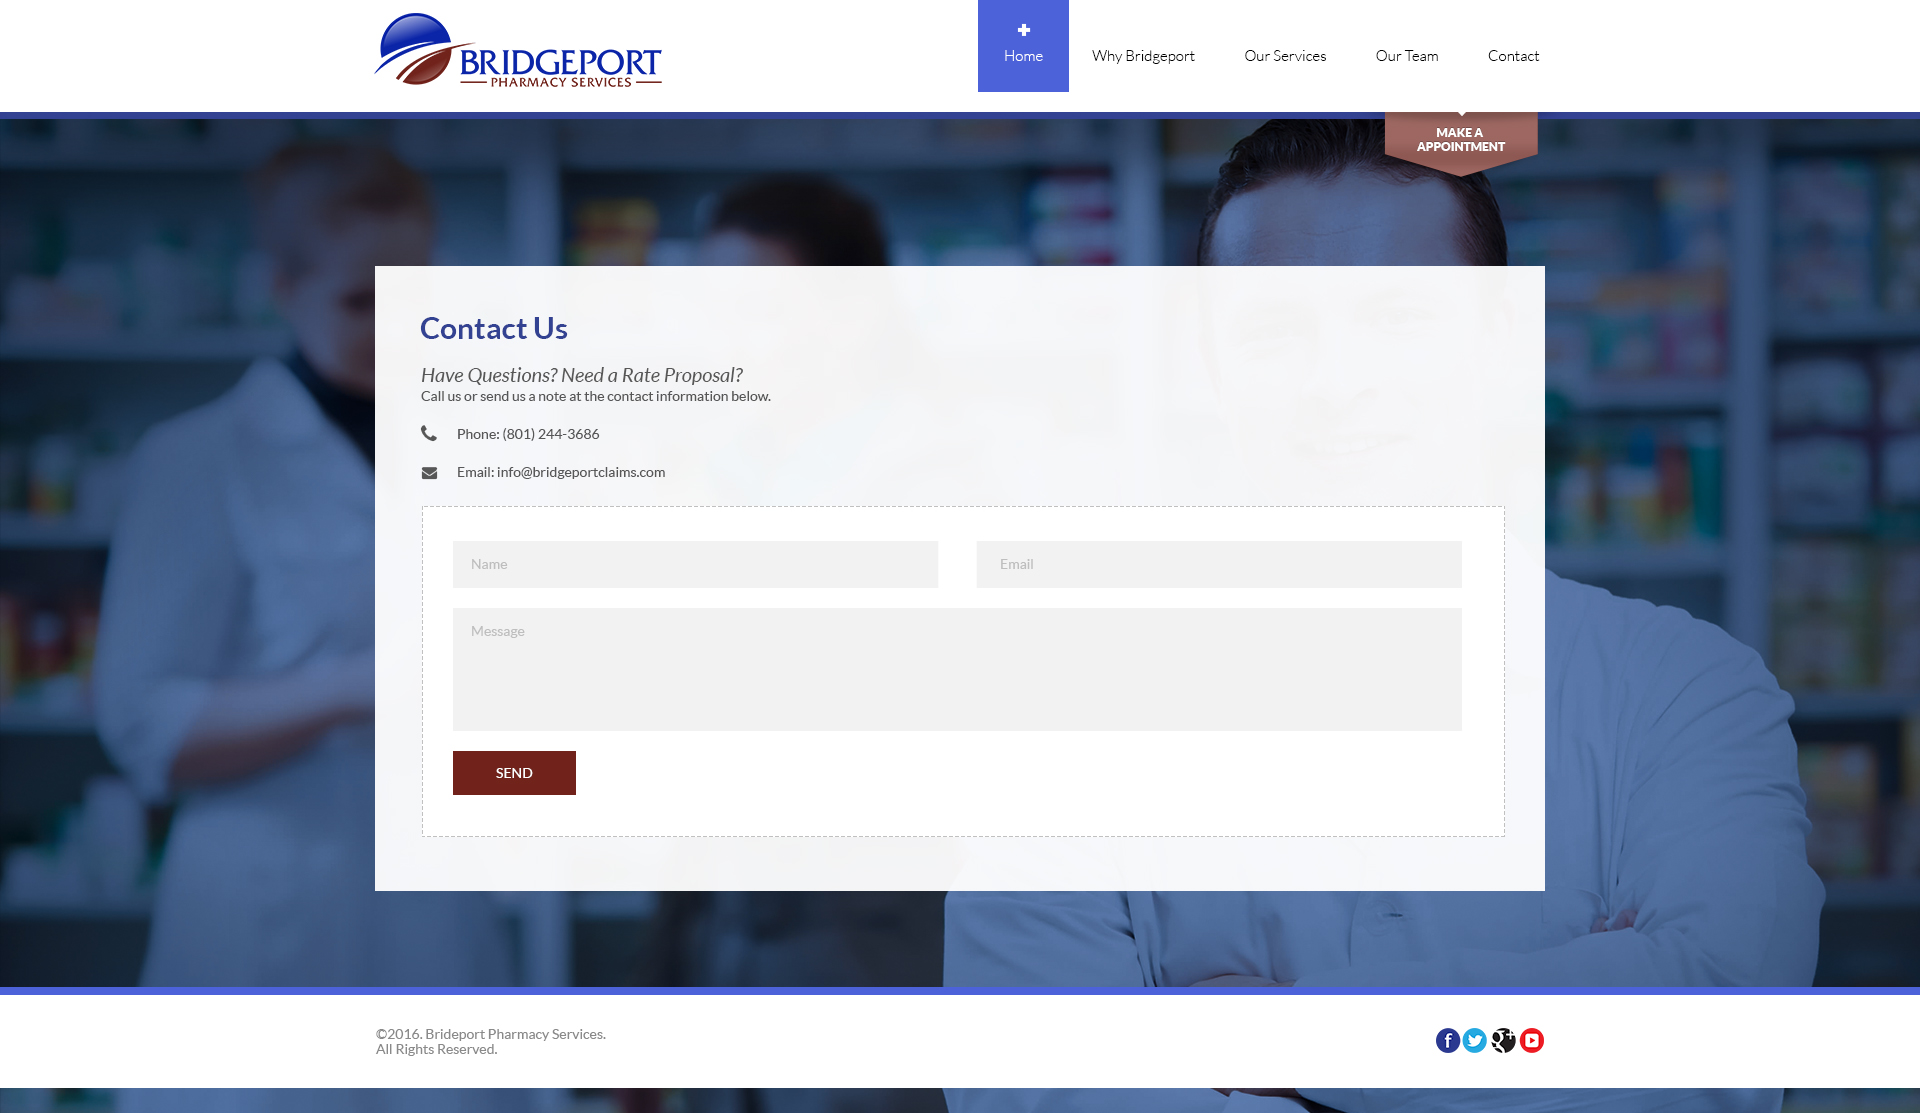 BRIDGEPORT
PHARMACY SERVICES
Home
Why Bridgeport
Our Services
Our Team
Contact
MAKE A
APPOINTMENT
Contact Us
Have Questions? Need a Rate Proposal?
Call us or send us a note at the contact information below.
Phone: (801) 244-3686
Email: info@bridgeportclaims.com
Name
Email
Message
SEND
©2016. Brideport Pharmacy Services.
All Rights Reserved.